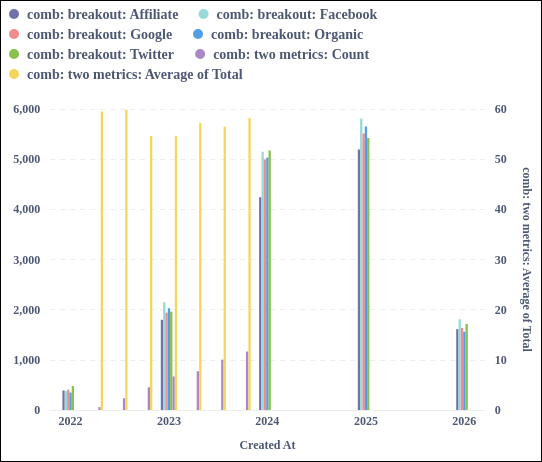 comb: breakout: Affiliate comb: breakout: Facebook
comb: breakout: Google comb: breakout: Organic
comb: breakout: Twitter comb: two metrics: Count
comb: two metrics: Average of Total
6,000 60
5,000 50
4,000 40
3,000 30
2,000 20
1,000 10
0 0
comb: two metrics: Average of Total
2022 2023 2024 2025 2026
Created At